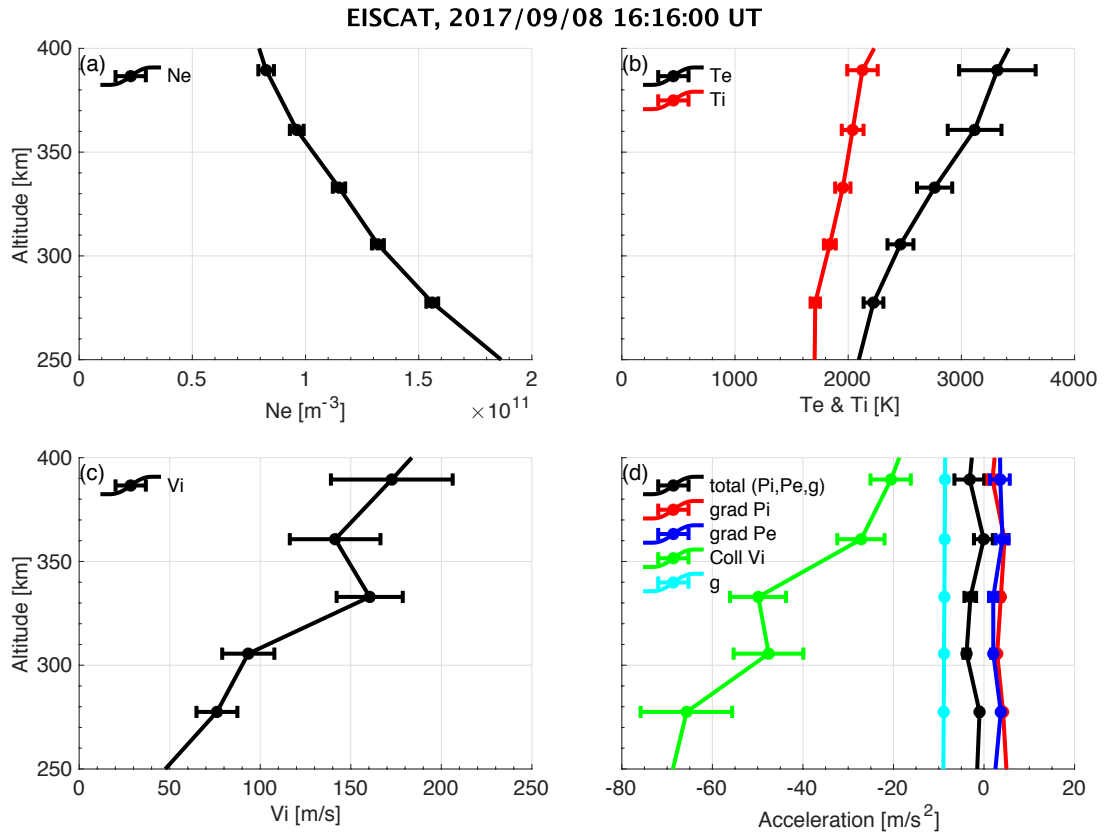 EISCAT, 2017/09/08 16:16:00 UT
(a)
Ne
400
350
300
250
Altitude [km]
0
0.5
1
1.5
2
Ne [m-3]
×10 11
(b)
Te
Ti
0
1000
2000
3000
4000
Te & Ti [K]
(c)
Vi
400
350
300
250
Altitude [km]
0
50
100
150
200
250
Vi [m/s]
(d)
total (Pi,Pe,g)
grad Pi
grad Pe
Coll Vi
g
-80
-60
-40
-20
0
20
Acceleration [m/s2]